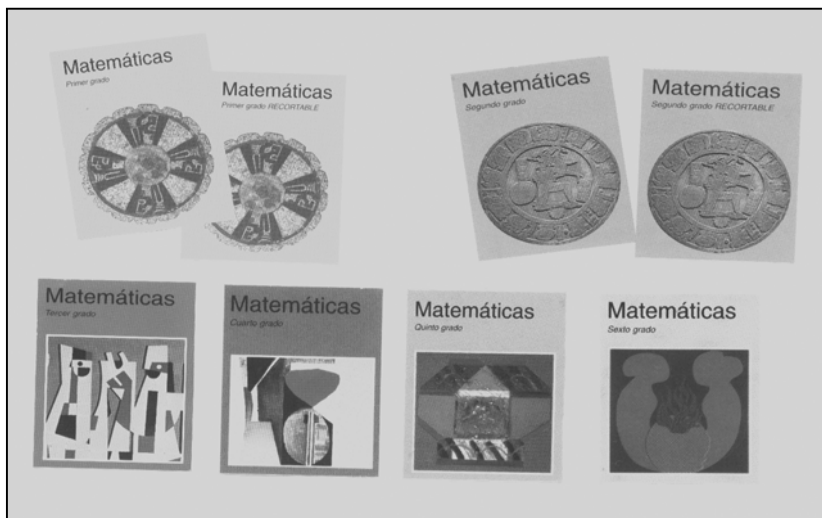 Matemáticas
Primer grado
Matemáticas
Primer grado RECORTABLE
Matemáticas
Segundo grado
Matemáticas
Segundo grado RECORTABLE
Matemáticas
Tercer grado
Matemáticas
Cuarto grado
Matemáticas
Quinto grado
Matemáticas
Sexto grado